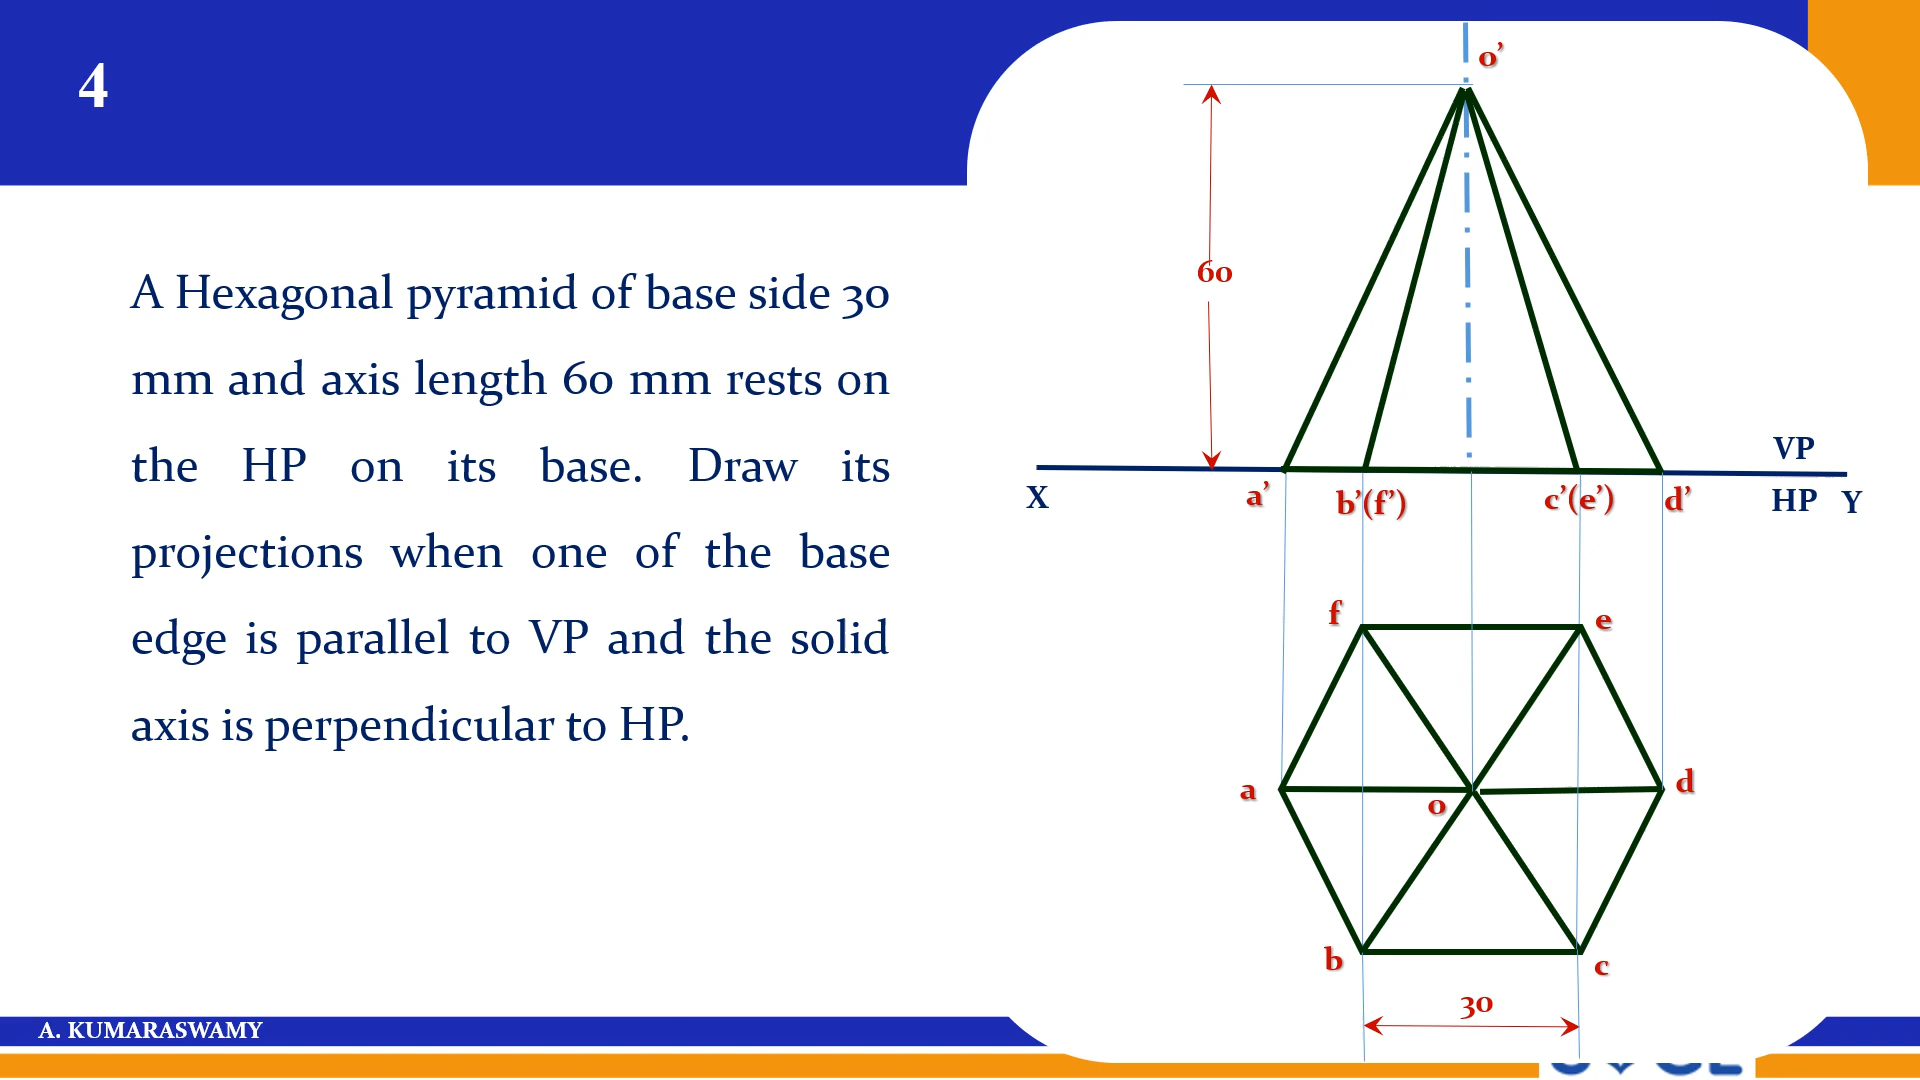 4
A Hexagonal pyramid of base side 30
mm and axis length 60 mm rests on
the HP on its base. Draw its
projections when one of the base
edge is parallel to VP and the solid
axis is perpendicular to HP.
o’
60
VP
X
a’
b’(f’)
c’(e’)
d’
HP
Y
f
e
a
o
d
b
c
30
A. KUMARASWAMY